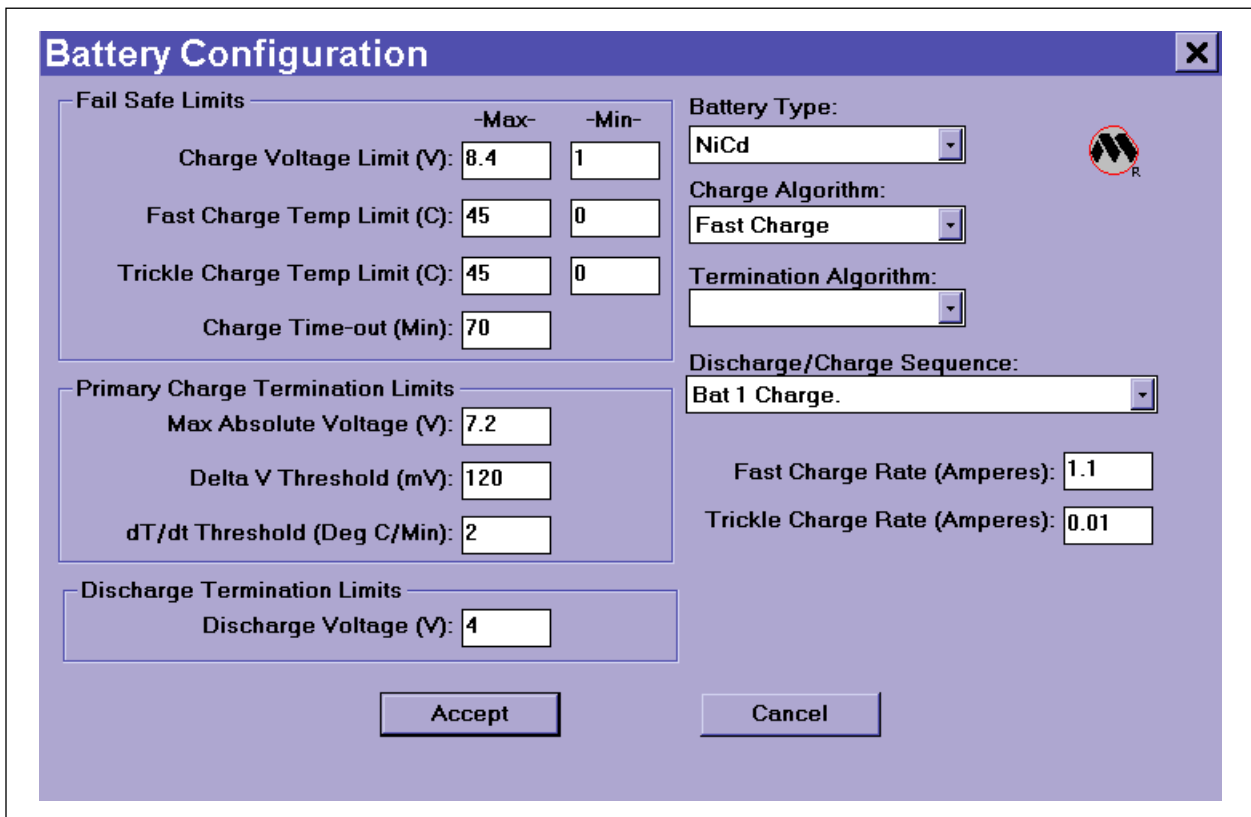 Battery Configuration
Fail Safe Limits
-Max- -Min-
Charge Voltage Limit (V): 8.4 1
Fast Charge Temp Limit (C): 45 0
Trickle Charge Temp Limit (C): 45 0
Charge Time-out (Min): 70
Primary Charge Termination Limits
Max Absolute Voltage (V): 7.2
Delta V Threshold (mV): 120
dT/dt Threshold (Deg C/Min): 2
Discharge Termination Limits
Discharge Voltage (V): 4
Battery Type:
NiCd
Charge Algorithm:
Fast Charge
Termination Algorithm:
Discharge/Charge Sequence:
Bat 1 Charge.
Fast Charge Rate (Amperes): 1.1
Trickle Charge Rate (Amperes): 0.01
R
Accept
Cancel